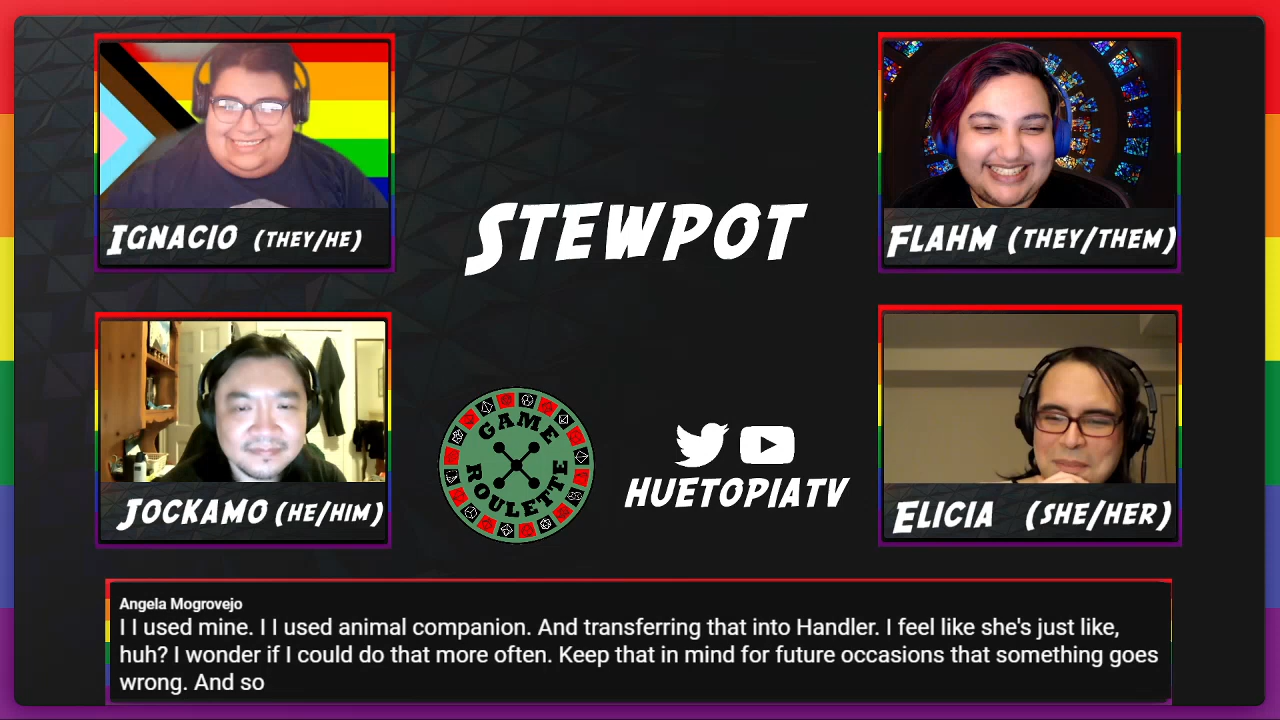 STEWPOT
IGNACIO (THEY/HE)
FLAHM (THEY/THEM)
JOCKAMO (HE/HIM)
GAME
ROULETTE
HUETOPIATV
ELICIA (SHE/HER)
Angela Mogrovejo
I I used mine. I I used animal companion. And transferring that into Handler. I feel like she's just like,
huh? I wonder if I could do that more often. Keep that in mind for future occasions that something goes
wrong. And so